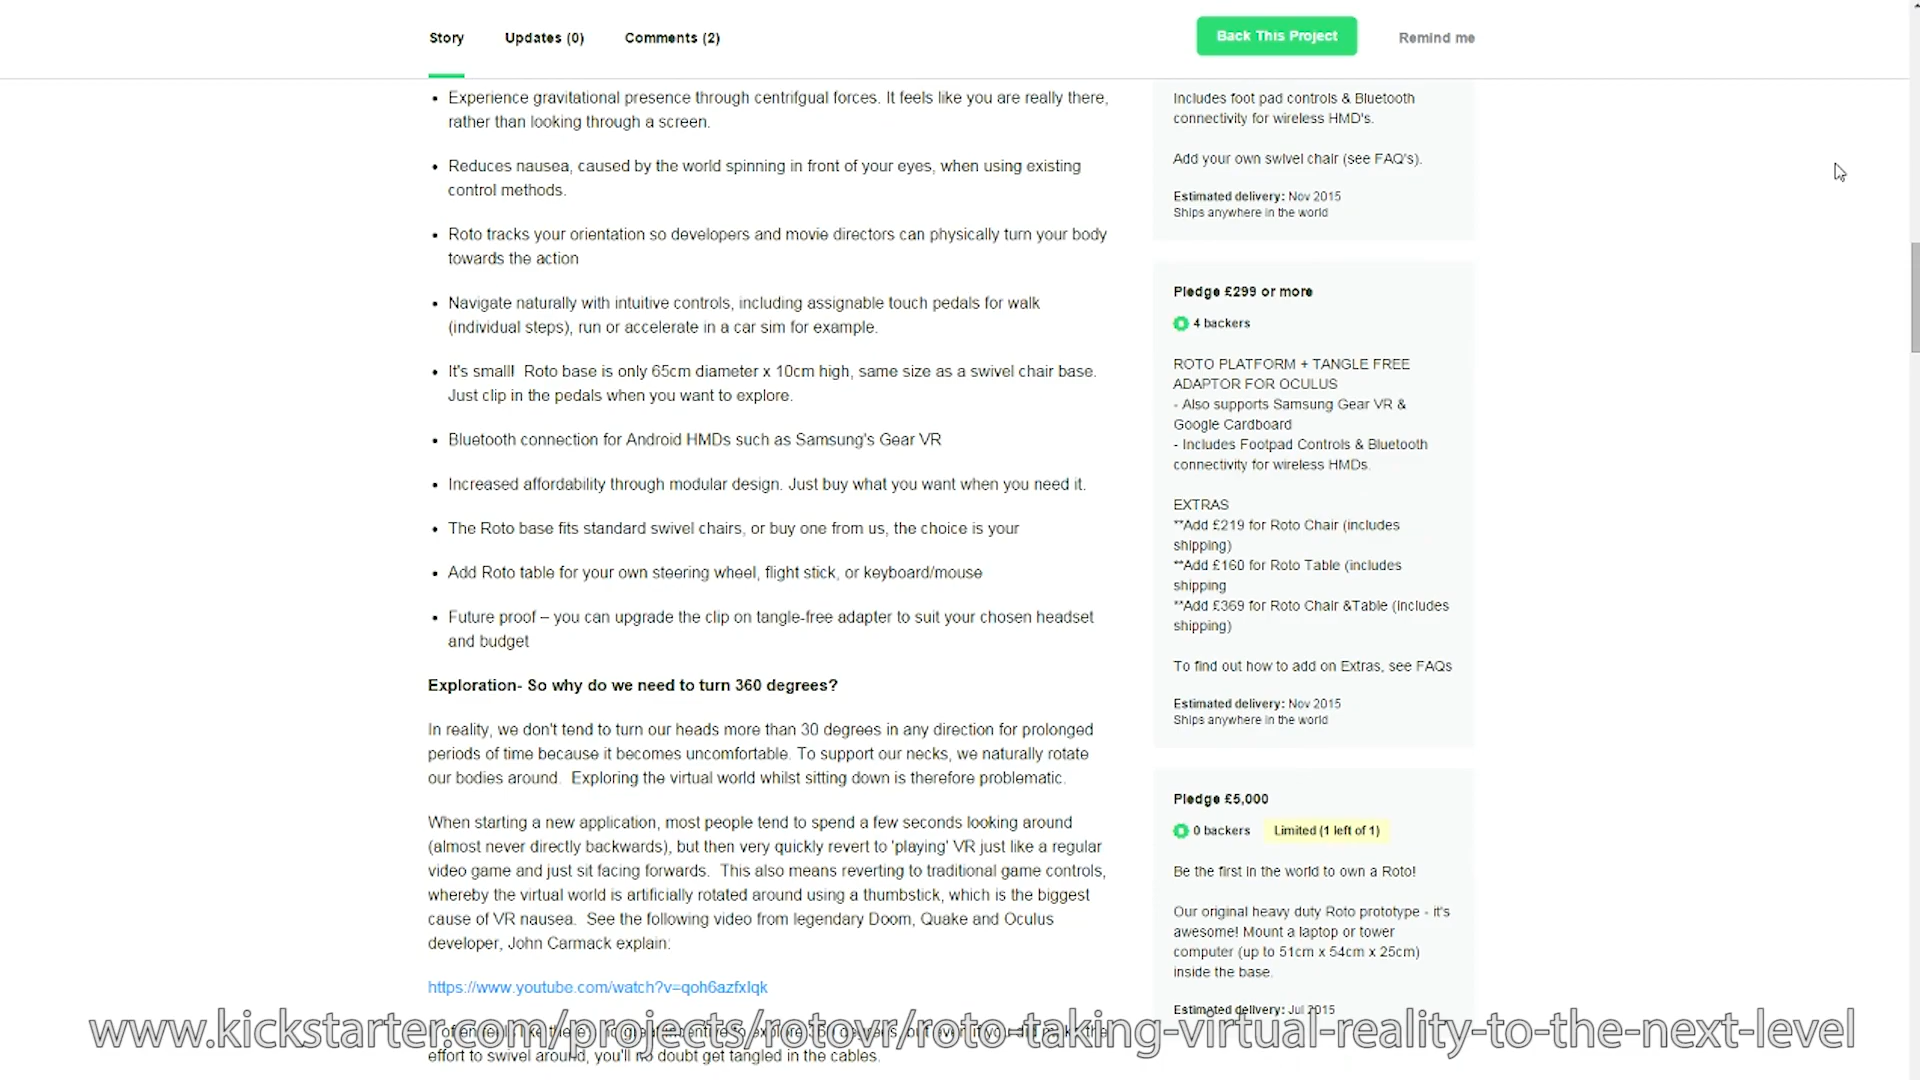 Story
Updates (0)
Comments (2)
Back This Project
Remind me
Experience gravitational presence through centrifgual forces. It feels like you are really there,
rather than looking through a screen.
Reduces nausea, caused by the world spinning in front of your eyes, when using existing
control methods.
Roto tracks your orientation so developers and movie directors can physically turn your body
towards the action
Navigate naturally with intuitive controls, including assignable touch pedals for walk
(individual steps), run or accelerate in a car sim for example.
It's small!  Roto base is only 65cm diameter x 10cm high, same size as a swivel chair base.
Just clip in the pedals when you want to explore.
Bluetooth connection for Android HMDs such as Samsung's Gear VR
Increased affordability through modular design. Just buy what you want when you need it.
The Roto base fits standard swivel chairs, or buy one from us, the choice is your
Add Roto table for your own steering wheel, flight stick, or keyboard/mouse
Future proof – you can upgrade the clip on tangle-free adapter to suit your chosen headset
and budget
Exploration- So why do we need to turn 360 degrees?
In reality, we don't tend to turn our heads more than 30 degrees in any direction for prolonged
periods of time because it becomes uncomfortable. To support our necks, we naturally rotate
our bodies around.  Exploring the virtual world whilst sitting down is therefore problematic.
When starting a new application, most people tend to spend a few seconds looking around
(almost never directly backwards), but then very quickly revert to 'playing' VR just like a regular
video game and just sit facing forwards.  This also means reverting to traditional game controls,
whereby the virtual world is artificially rotated around using a thumbstick, which is the biggest
cause of VR nausea.  See the following video from legendary Doom, Quake and Oculus
developer, John Carmack explain:
https://www.youtube.com/watch?v=qoh6azfxlqk
effort to swivel around, you'll no doubt get tangled in the cables.
Includes foot pad controls & Bluetooth
connectivity for wireless HMD's.
Add your own swivel chair (see FAQ's).
Estimated delivery: Nov 2015
Ships anywhere in the world
Pledge £299 or more
4 backers
ROTO PLATFORM + TANGLE FREE
ADAPTOR FOR OCULUS
- Also supports Samsung Gear VR &
Google Cardboard
- Includes Footpad Controls & Bluetooth
connectivity for wireless HMDs.
EXTRAS
**Add £219 for Roto Chair (includes
shipping)
**Add £160 for Roto Table (includes
shipping
**Add £369 for Roto Chair &Table (includes
shipping)
To find out how to add on Extras, see FAQs
Estimated delivery: Nov 2015
Ships anywhere in the world
Pledge £5,000
0 backers
Limited (1 left of 1)
Be the first in the world to own a Roto!
Our original heavy duty Roto prototype - it's
awesome! Mount a laptop or tower
computer (up to 51cm x 54cm x 25cm)
inside the base.
Estimated delivery: Jul 2015
www.kickstarter.com/projects/rotovr/roto-taking-virtual-reality-to-the-next-level